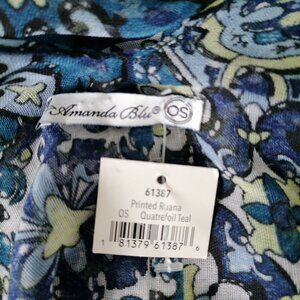 Amanda Blu® OS
61387
Printed Ruana
OS Quatrefoil Teal
1 81379 61387 6